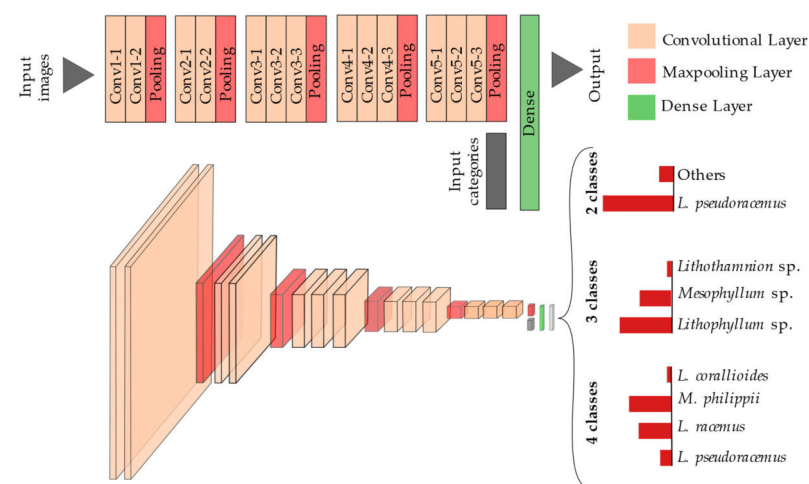 Input
images
Conv1-1
Conv1-2
Pooling
Conv2-1
Conv2-2
Pooling
Conv3-1
Conv3-2
Conv3-3
Pooling
Conv4-1
Conv4-2
Conv4-3
Pooling
Conv5-1
Conv5-2
Conv5-3
Pooling
Dense
Output
Input
categories
Convolutional Layer
Maxpooling Layer
Dense Layer
2 classes
Others
L. pseudoracemus
3 classes
Lithothamnion sp.
Mesophyllum sp.
Lithophyllum sp.
4 classes
L. corallioides
M. philippii
L. racemus
L. pseudoracemus